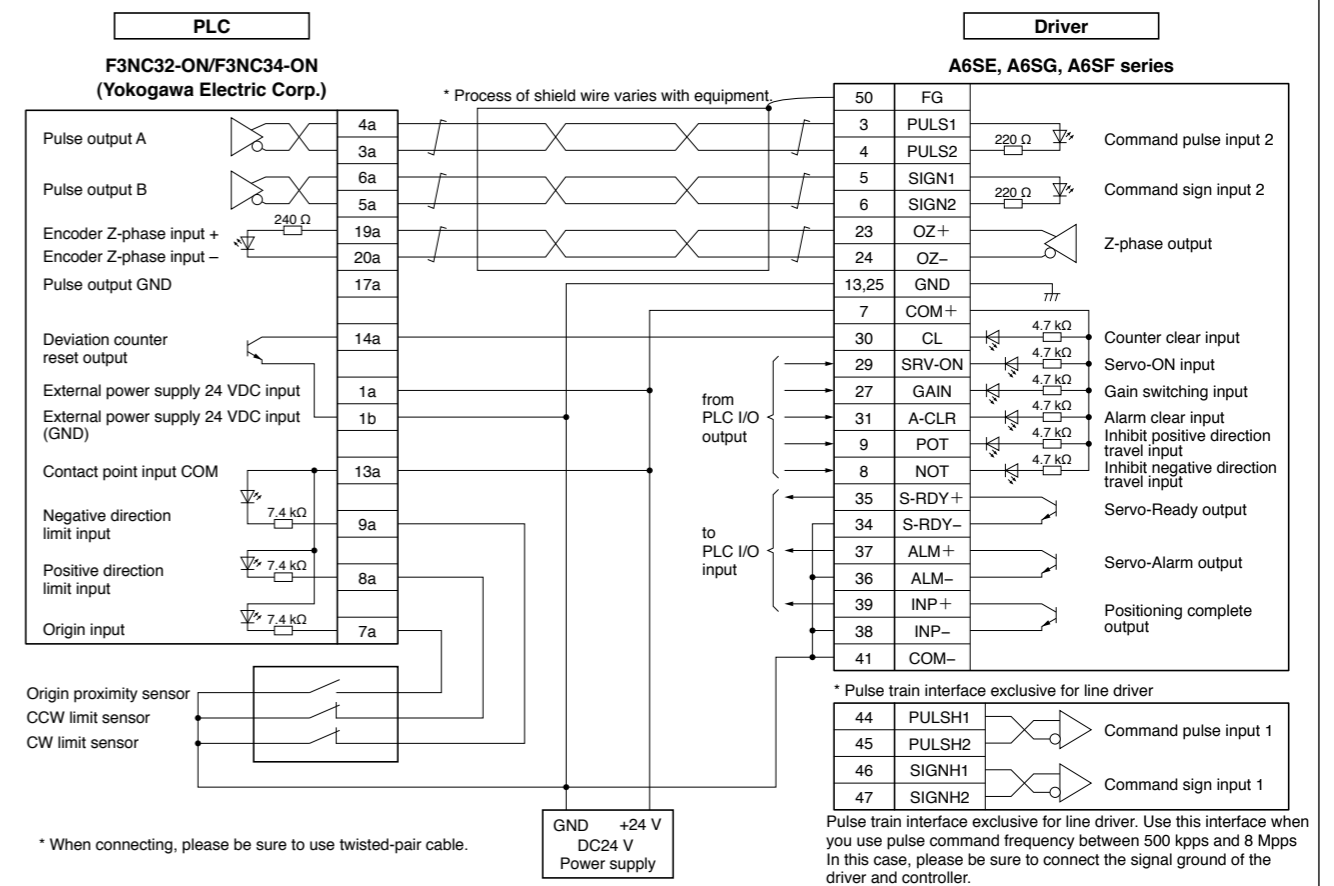 PLC
F3NC32-ON/F3NC34-ON
(Yokogawa Electric Corp.)
Driver
A6SE, A6SG, A6SF series
* Process of shield wire varies with equipment.
Pulse output A
4a
3a
Pulse output B
6a
5a
240 Ω
Encoder Z-phase input +
19a
Encoder Z-phase input –
20a
Pulse output GND
17a
Deviation counter
reset output
14a
External power supply 24 VDC input
1a
External power supply 24 VDC input
(GND)
1b
Contact point input COM
13a
Negative direction
limit input
7.4 kΩ
9a
Positive direction
limit input
7.4 kΩ
8a
Origin input
7.4 kΩ
7a
Origin proximity sensor
CCW limit sensor
CW limit sensor
from
PLC I/O
output
to
PLC I/O
input
50 FG
3 PULS1
4 PULS2
220 Ω
Command pulse input 2
5 SIGN1
6 SIGN2
220 Ω
Command sign input 2
23 OZ+
24 OZ–
Z-phase output
13,25 GND
7 COM+
30 CL
4.7 kΩ
Counter clear input
29 SRV-ON
4.7 kΩ
Servo-ON input
27 GAIN
4.7 kΩ
Gain switching input
31 A-CLR
4.7 kΩ
Alarm clear input
9 POT
4.7 kΩ
Inhibit positive direction
travel input
8 NOT
4.7 kΩ
Inhibit negative direction
travel input
35 S-RDY+
34 S-RDY–
Servo-Ready output
37 ALM+
36 ALM–
Servo-Alarm output
39 INP+
38 INP–
Positioning complete
output
41 COM–
* Pulse train interface exclusive for line driver
44 PULSH1
45 PULSH2
Command pulse input 1
46 SIGNH1
47 SIGNH2
Command sign input 1
GND +24 V
DC24 V
Power supply
* When connecting, please be sure to use twisted-pair cable.
Pulse train interface exclusive for line driver. Use this interface when
you use pulse command frequency between 500 kpps and 8 Mpps
In this case, please be sure to connect the signal ground of the
driver and controller.